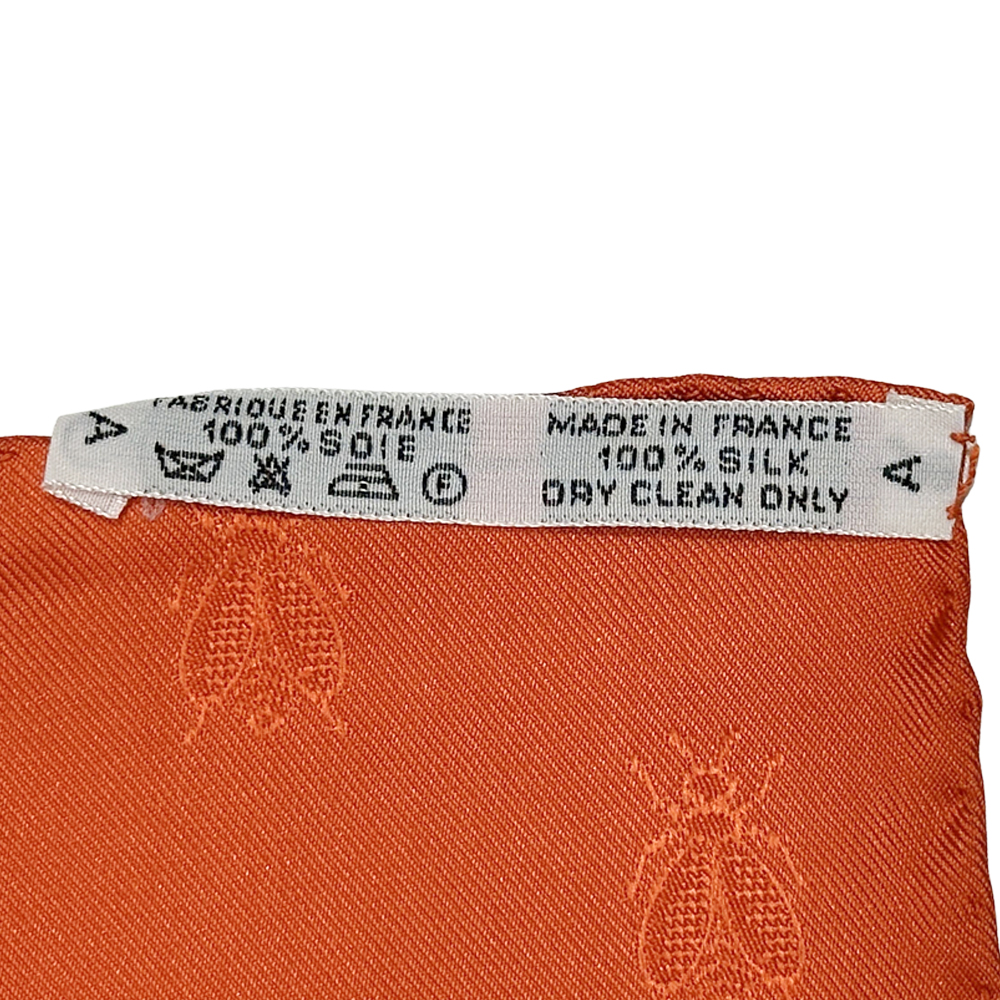 A
FABRIQUE EN FRANCE
100% SOIE
F
MADE IN FRANCE
100% SILK
DRY CLEAN ONLY
A